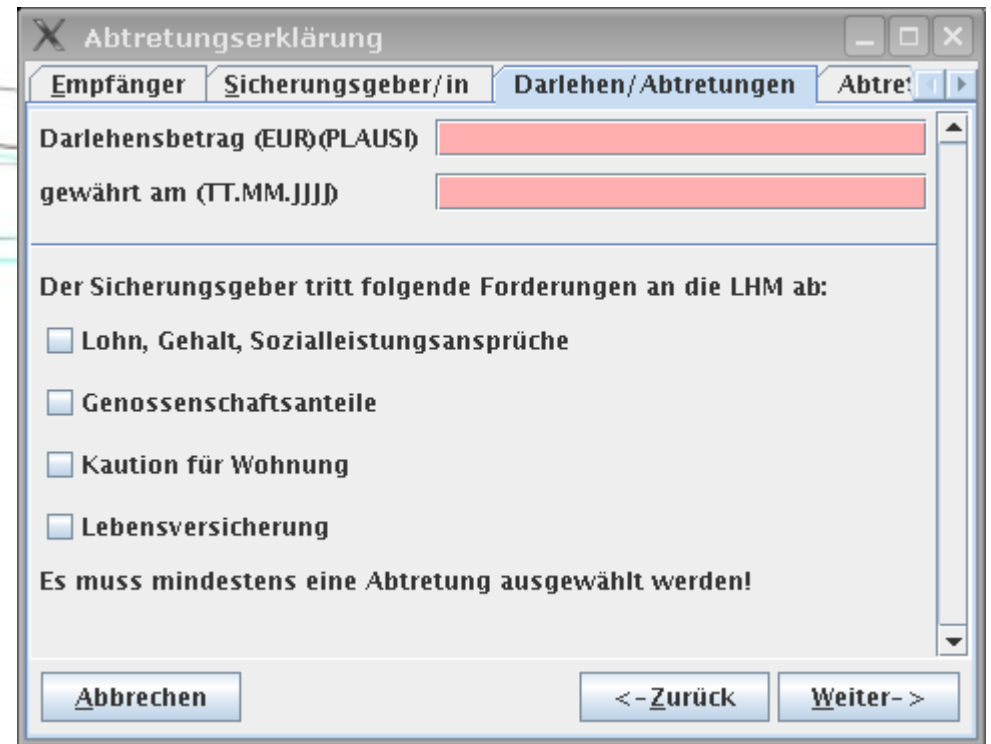 Abtretungserklärung
Empfänger Sicherungsgeber/in Darlehen/Abtretungen Abtre
Darlehensbetrag (EUR)(PLAUSI)
gewährt am (TT.MM.JJJJ)
Der Sicherungsgeber tritt folgende Forderungen an die LHM ab:
Lohn, Gehalt, Sozialleistungsansprüche
Genossenschaftsanteile
Kaution für Wohnung
Lebensversicherung
Es muss mindestens eine Abtretung ausgewählt werden!
Abbrechen <-Zurück Weiter->